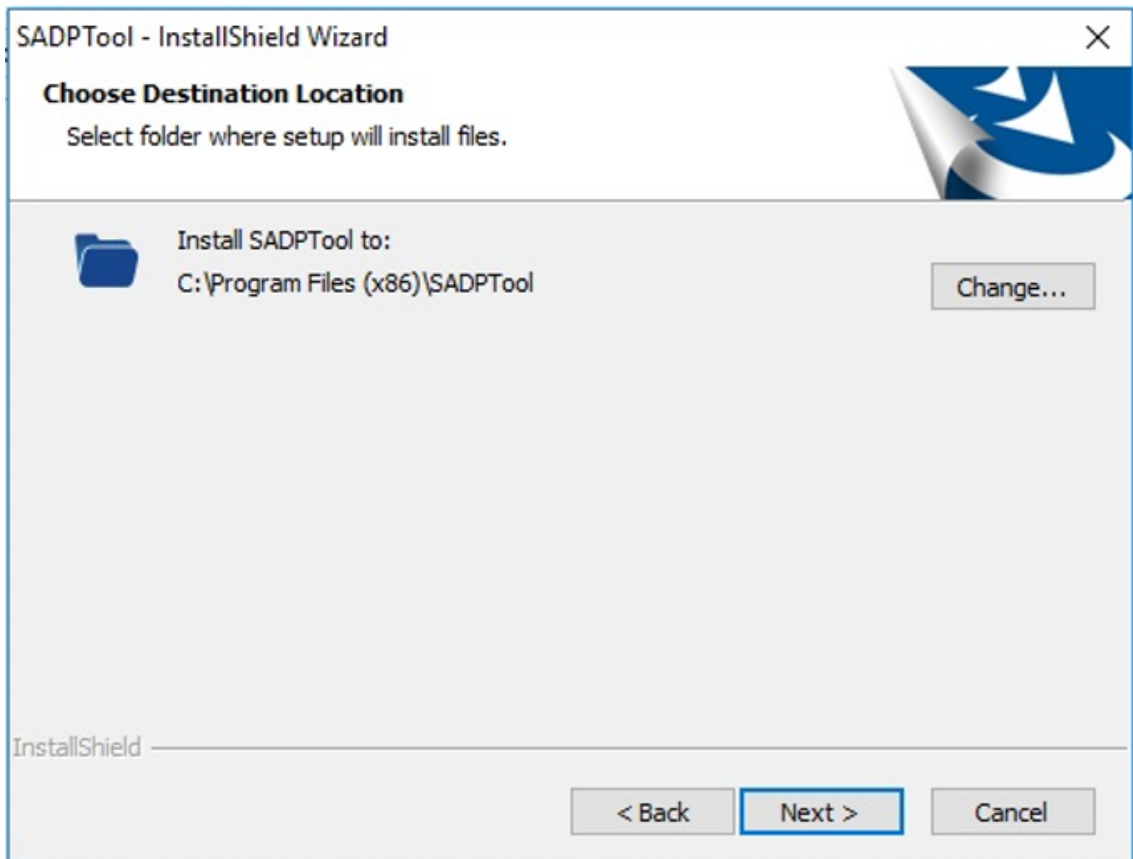 SADPTool - InstallShield Wizard
Choose Destination Location
Select folder where setup will install files.
Install SADPTool to:
C:\Program Files (x86)\SADPTool
Change...
InstallShield
< Back
Next >
Cancel